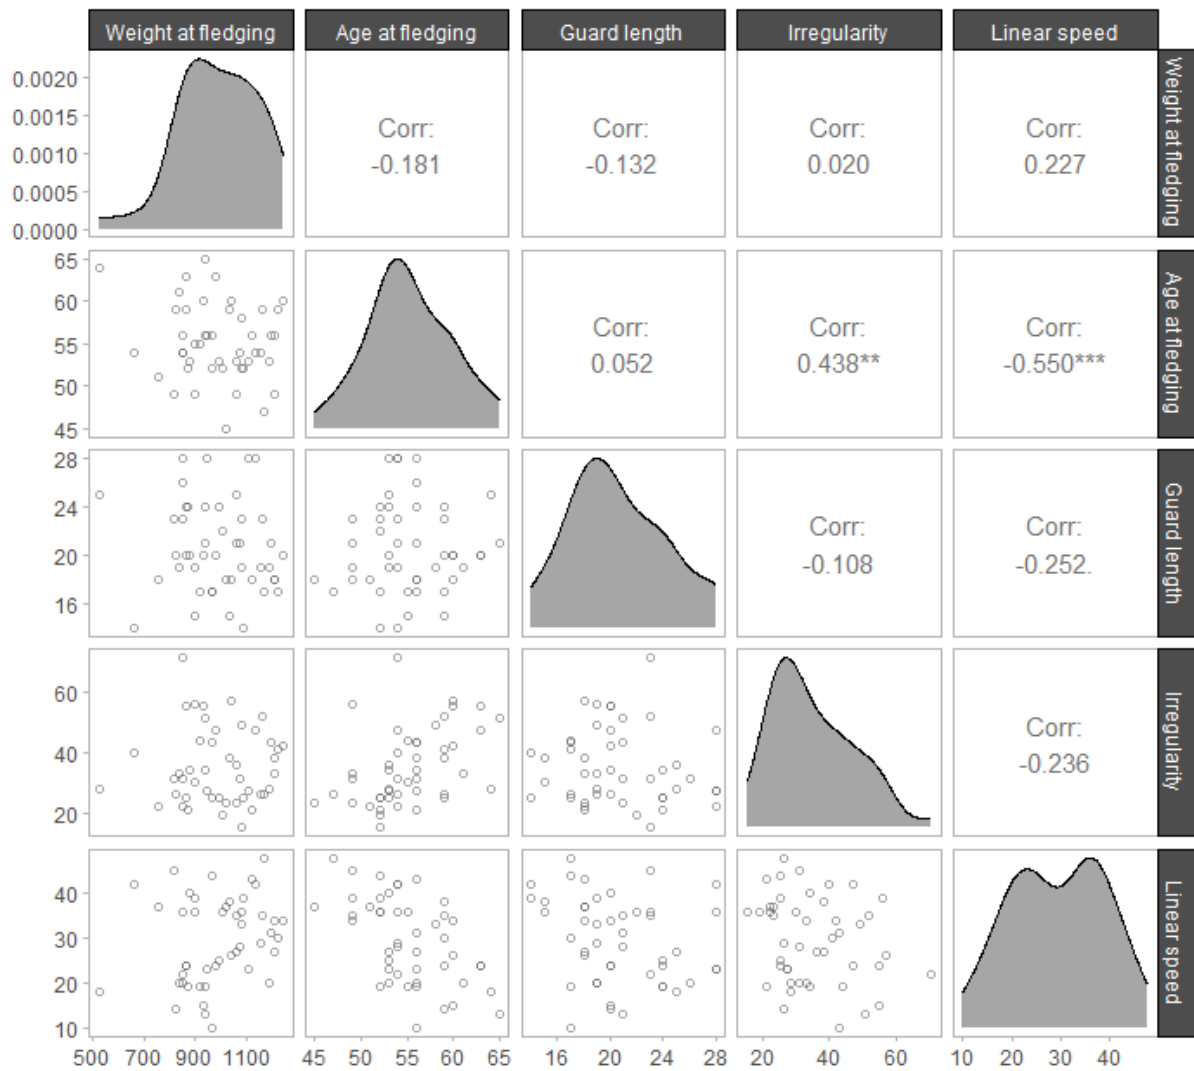 Weight at fledging Age at fledging Guard length Irregularity Linear speed
0.0020
0.0015
0.0010
0.0005
0.0000
Corr:
-0.181
Corr:
-0.132
Corr:
0.020
Corr:
0.227
Weight at fledging
65
60
55
50
45
Corr:
0.052
Corr:
0.438**
Corr:
-0.550***
Age at fledging
28
24
20
16
Corr:
-0.108
Corr:
-0.252.
Guard length
60
40
20
Corr:
-0.236
Irregularity
40
30
20
10
Linear speed
500 700 900 1100 45 50 55 60 65 16 20 24 28 20 40 60 10 20 30 40